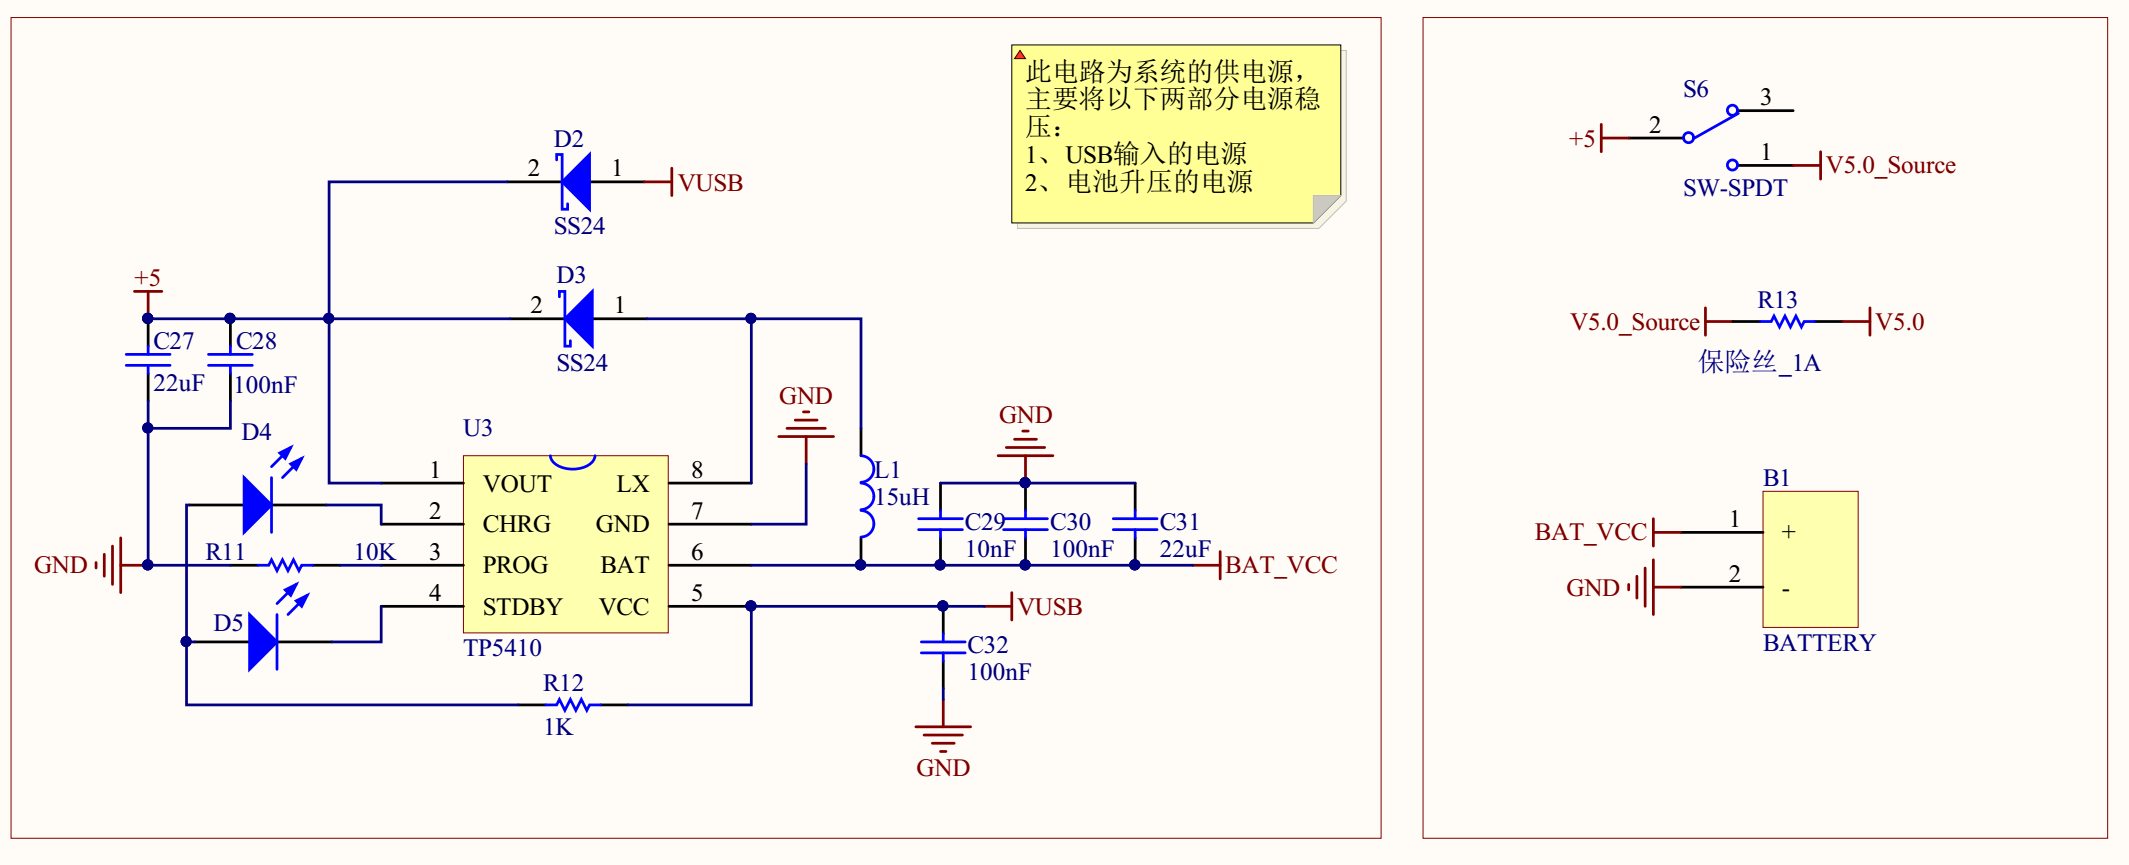 此电路为系统的供电源，
主要将以下两部分电源稳
压：
1、USB输入的电源
2、电池升压的电源
D2
2
1
VUSB
SS24
D3
2
1
SS24
+5
C27
22uF
C28
100nF
GND
D4
R11
10K
D5
U3
1
2
3
4
VOUT
CHRG
PROG
STDBY
LX
GND
BAT
VCC
8
7
6
5
TP5410
R12
1K
GND
L1
15uH
GND
C29
10nF
C30
100nF
C31
22uF
BAT_VCC
VUSB
C32
100nF
GND
S6
3
+5
2
1
V5.0_Source
SW-SPDT
R13
V5.0_Source
V5.0
保险丝_1A
B1
BAT_VCC
1
+
GND
2
-
BATTERY